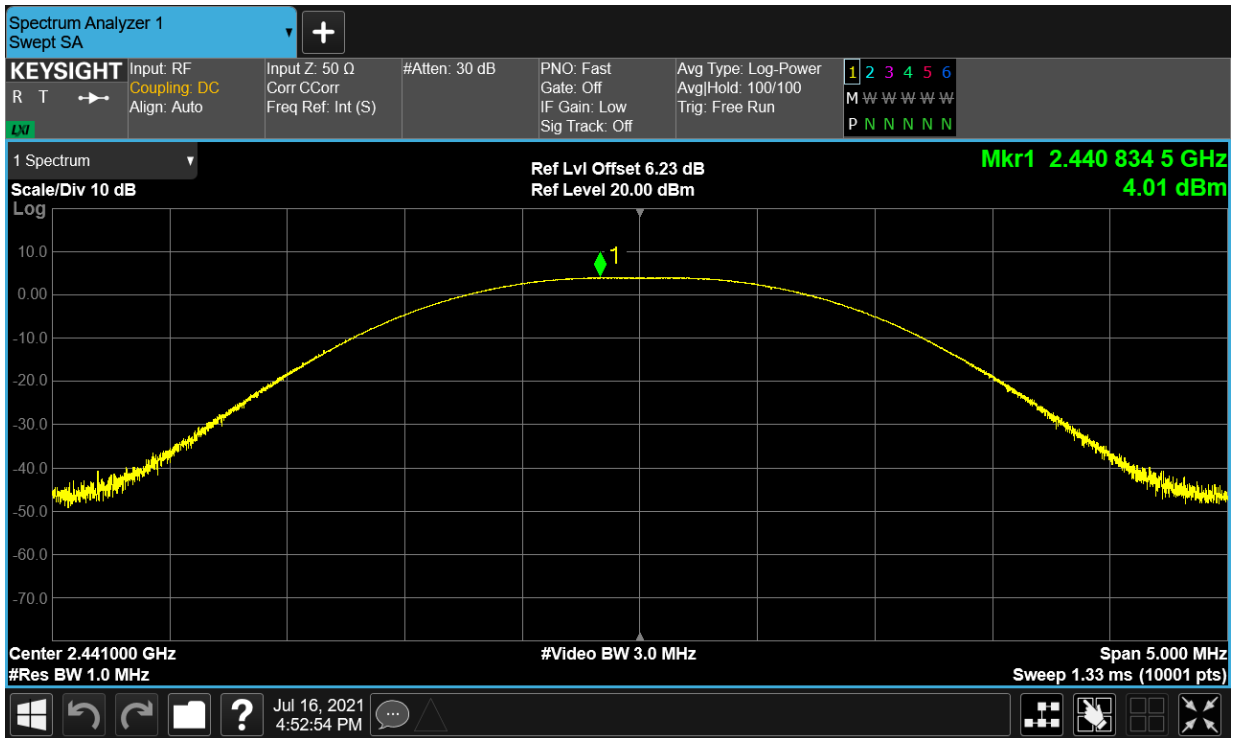 Spectrum Analyzer 1
Swept SA
+
KEYSIGHT
R T
LXI
Input: RF
Coupling: DC
Align: Auto
Input Z: 50 Ω
Corr CCorr
Freq Ref: Int (S)
#Atten: 30 dB
PNO: Fast
Gate: Off
IF Gain: Low
Sig Track: Off
Avg Type: Log-Power
Avg|Hold: 100/100
Trig: Free Run
1 2 3 4 5 6
M W W W W W
P N N N N N N
1 Spectrum
Scale/Div 10 dB
Log
Ref Lvl Offset 6.23 dB
Ref Level 20.00 dBm
Mkr1 2.440 834 5 GHz
4.01 dBm
1
10.0
0.00
-10.0
-20.0
-30.0
-40.0
-50.0
-60.0
-70.0
Center 2.441000 GHz
#Res BW 1.0 MHz
#Video BW 3.0 MHz
Span 5.000 MHz
Sweep 1.33 ms (10001 pts)
?
Jul 16, 2021
4:52:54 PM